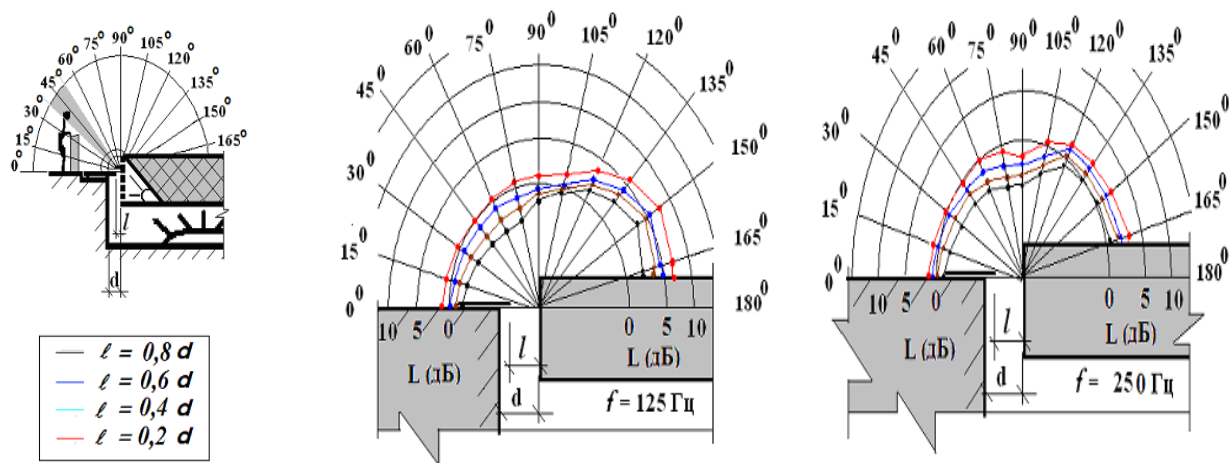 0° 15° 30° 45° 60° 75° 90° 105° 120° 135° 150° 165°
l
d
ℓ = 0,8 d
ℓ = 0,6 d
ℓ = 0,4 d
ℓ = 0,2 d
0⁰ 15⁰ 30⁰ 45⁰ 60⁰ 75⁰ 90⁰ 105⁰ 120⁰ 135⁰ 150⁰ 165⁰ 180⁰
10 5 0
0 5 10
L (дБ)
L (дБ)
l
d
f = 125 Гц
0⁰ 15⁰ 30⁰ 45⁰ 60⁰ 75⁰ 90⁰ 105⁰ 120⁰ 135⁰ 150⁰ 165⁰ 180⁰
10 5 0
0 5 10
L (дБ)
L (дБ)
l
d
f = 250 Гц